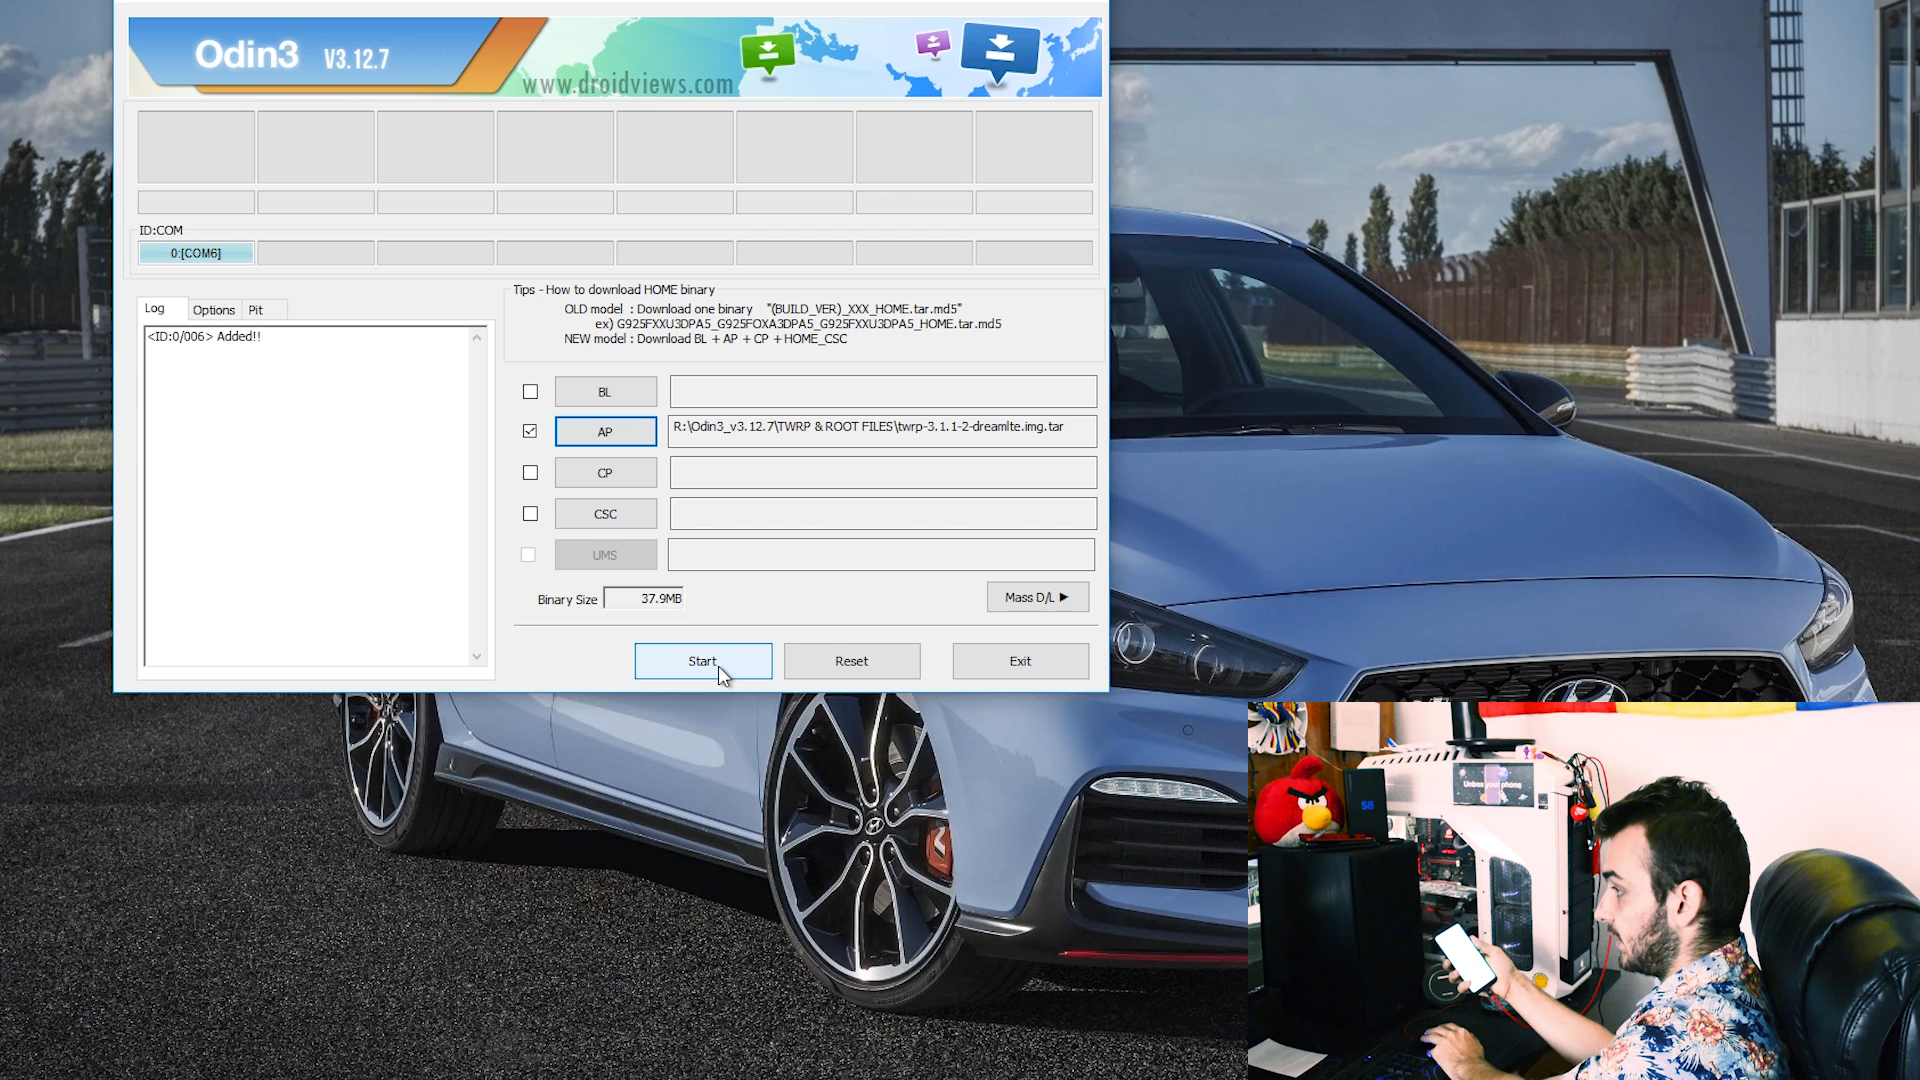 Odin3 V3.12.7
www.droidviews.com
ID:COM
0:[COM6]
Log Options Pit
<ID:0/006> Added!!
Tips - How to download HOME binary
OLD model : Download one binary "(BUILD_VER)_XXX_HOME.tar.md5"
ex) G925FXXU3DPA5_G925FOXA3DPA5_G925FXXU3DPA5_HOME.tar.md5
NEW model : Download BL + AP + CP + HOME_CSC
BL
AP R:\Odin3_v3.12.7\TWRP & ROOT FILES\twrp-3.1.1-2-dreamlte.img.tar
CP
CSC
UMS
Binary Size 37.9MB
Mass D/L ►
Start Reset Exit
Unbox your phone
S8